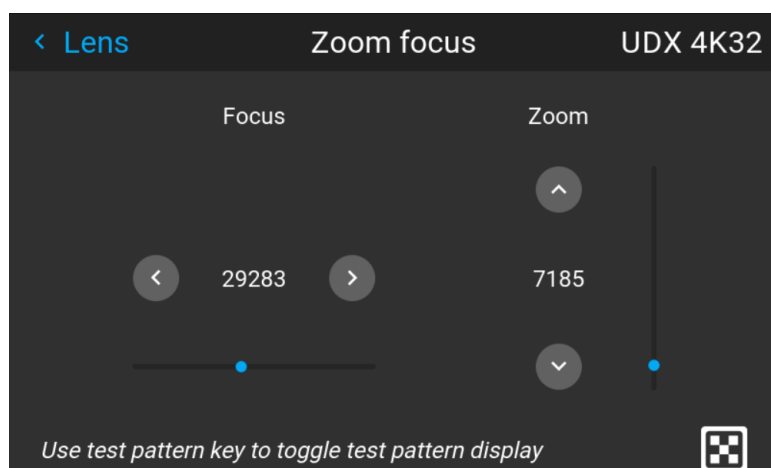 Lens Zoom focus UDX 4K32
Focus Zoom
29283 7185
Use test pattern key to toggle test pattern display